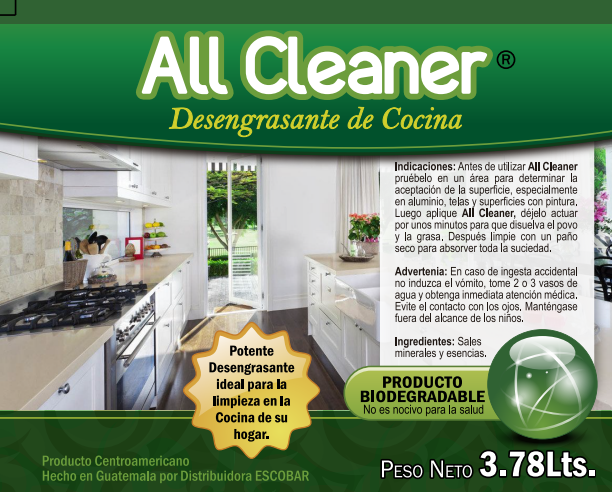 All Cleaner®
Desengrasante de Cocina
Indicaciones: Antes de utilizar All Cleaner
pruébelo en un área para determinar la
aceptación de la superficie, especialmente
en aluminio, telas y superficies con pintura.
Luego aplique All Cleaner, déjelo actuar
por unos minutos para que disuelva el povo
y la grasa. Después limpie con un paño
seco para absorver toda la suciedad.
Advertenia: En caso de ingesta accidental
no induzca el vómito, tome 2 o 3 vasos de
agua y obtenga inmediata atención médica.
Evite el contacto con los ojos. Manténgase
fuera del alcance de los niños.
Ingredientes: Sales
minerales y esencias.
Potente
Desengrasante
ideal para la
limpieza en la
Cocina de su
hogar.
PRODUCTO
BIODEGRADABLE
No es nocivo para la salud
Producto Centroamericano
Hecho en Guatemala por Distribuidora ESCOBAR
PESO NETO 3.78Lts.